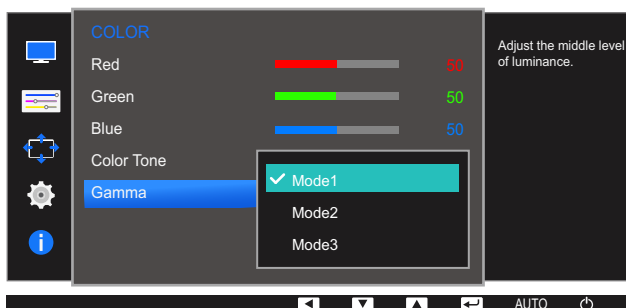 COLOR
Red 50
Green 50
Blue 50
Color Tone
Gamma
Mode1
Mode2
Mode3
Adjust the middle level
of luminance.
AUTO